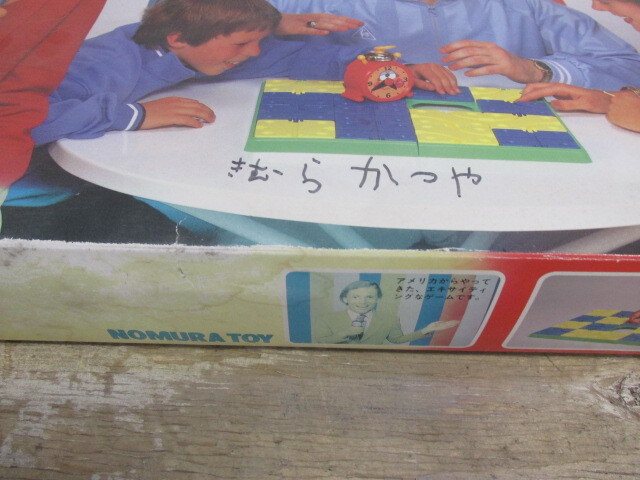 きむら かつや
アメリカからやって
きた、エキサイティ
ングなゲームです。
NOMURA TOY